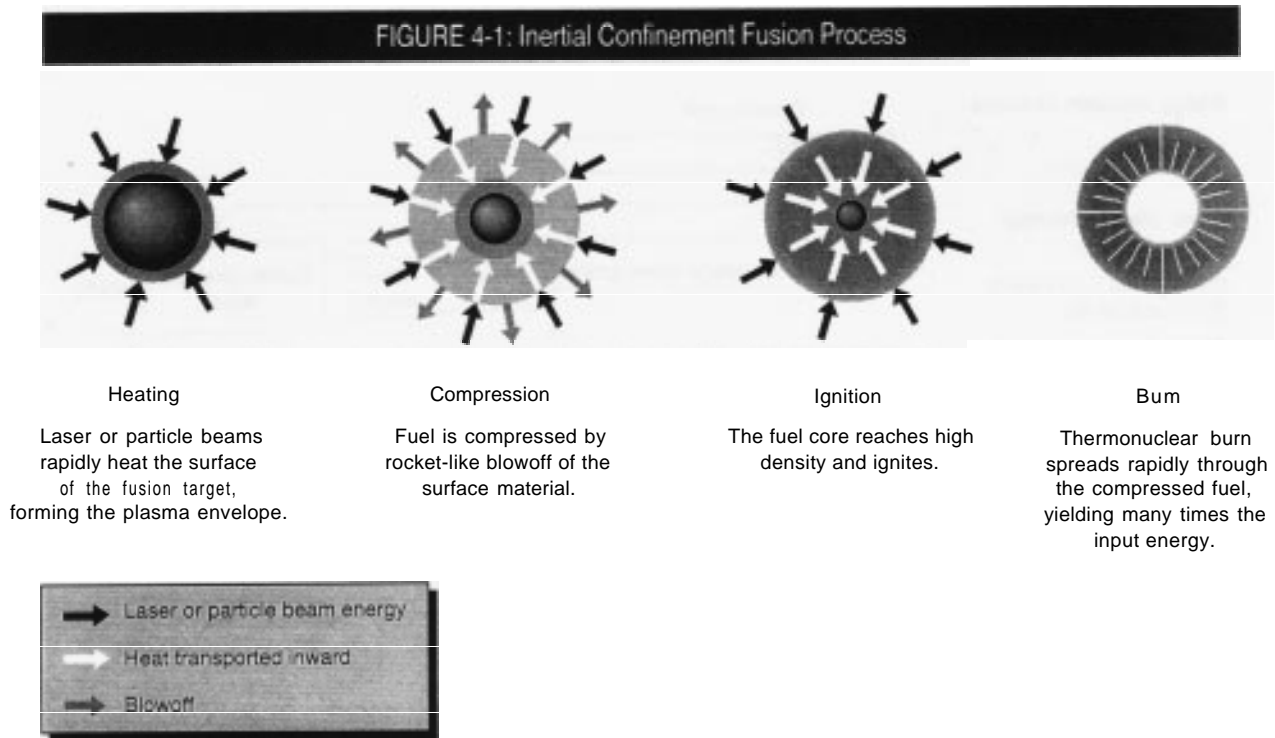 FIGURE 4-1: Inertial Confinement Fusion Process
Heating
Laser or particle beams
rapidly heat the surface
of the fusion target,
forming the plasma envelope.
Compression
Fuel is compressed by
rocket-like blowoff of the
surface material.
Ignition
The fuel core reaches high
density and ignites.
Bum
Thermonuclear burn
spreads rapidly through
the compressed fuel,
yielding many times the
input energy.
Laser or particle beam energy
Heat transported inward
Blowoff